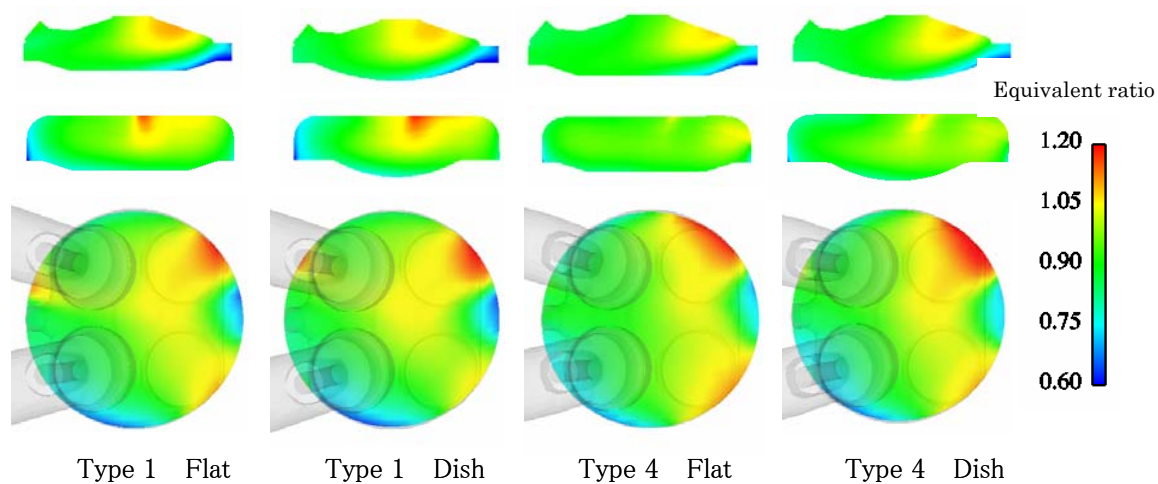 Equivalent ratio
1.20
1.05
0.90
0.75
0.60
Type 1 Flat
Type 1 Dish
Type 4 Flat
Type 4 Dish